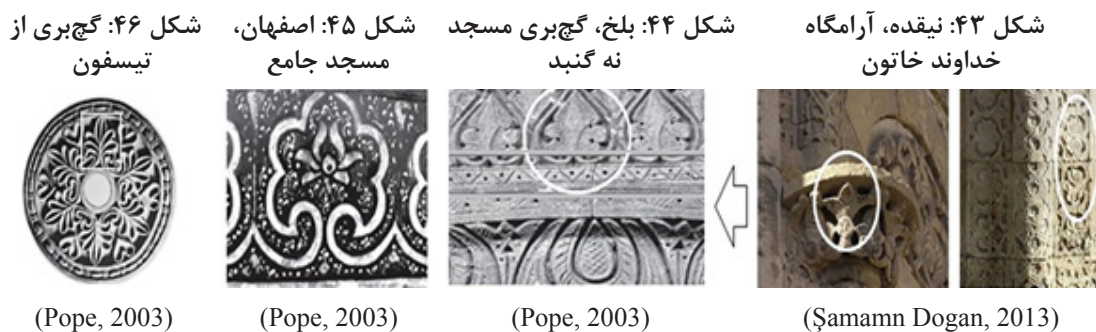 شکل ۴۳: نیقده، آرامگاه
خداوند خاتون
شکل ۴۴: بلخ، گچ‌بری مسجد
نه گنبد
شکل ۴۵: اصفهان،
مسجد جامع
شکل ۴۶: گچ‌بری از
تیسفون
(Şamamn Dogan, 2013)
(Pope, 2003)
(Pope, 2003)
(Pope, 2003)